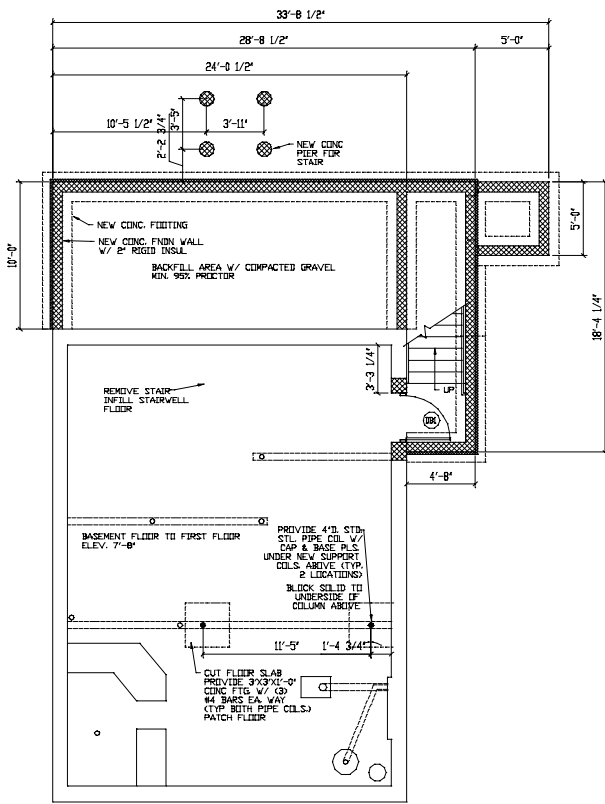 33'-8 1/2"
28'-8 1/2"
5'-0"
24'-0 1/2"
10'-5 1/2"
2'-2 3/4"
3'-5"
3'-11"
NEW CONC
PIER FOR
STAIR
10'-0"
NEW CONC. FOOTING
NEW CONC. FNDN WALL
W/ 2" RIGID INSUL
BACKFILL AREA W/ COMPACTED GRAVEL
MIN. 95% PROCTOR
5'-0"
18'-4 1/4"
3'-3 1/4"
UP
REMOVE STAIR
INFILL STAIRWELL
FLOOR
4'-8"
BASEMENT FLOOR TO FIRST FLOOR
ELEV. 7'-8"
PROVIDE 4"D. STD.
STL. PIPE COL W/
CAP & BASE PLS.
UNDER NEW SUPPORT
COLS. ABOVE (TYP.
2 LOCATIONS)
BLOCK SOLID TO
UNDERSIDE OF
COLUMN ABOVE
11'-5"
1'-4 3/4"
CUT FLOOR SLAB
PROVIDE 3'X3'X1'-0"
CONC FTG. W/ (3)
#4 BARS EA. WAY
(TYP BOTH PIPE COLS.)
PATCH FLOOR